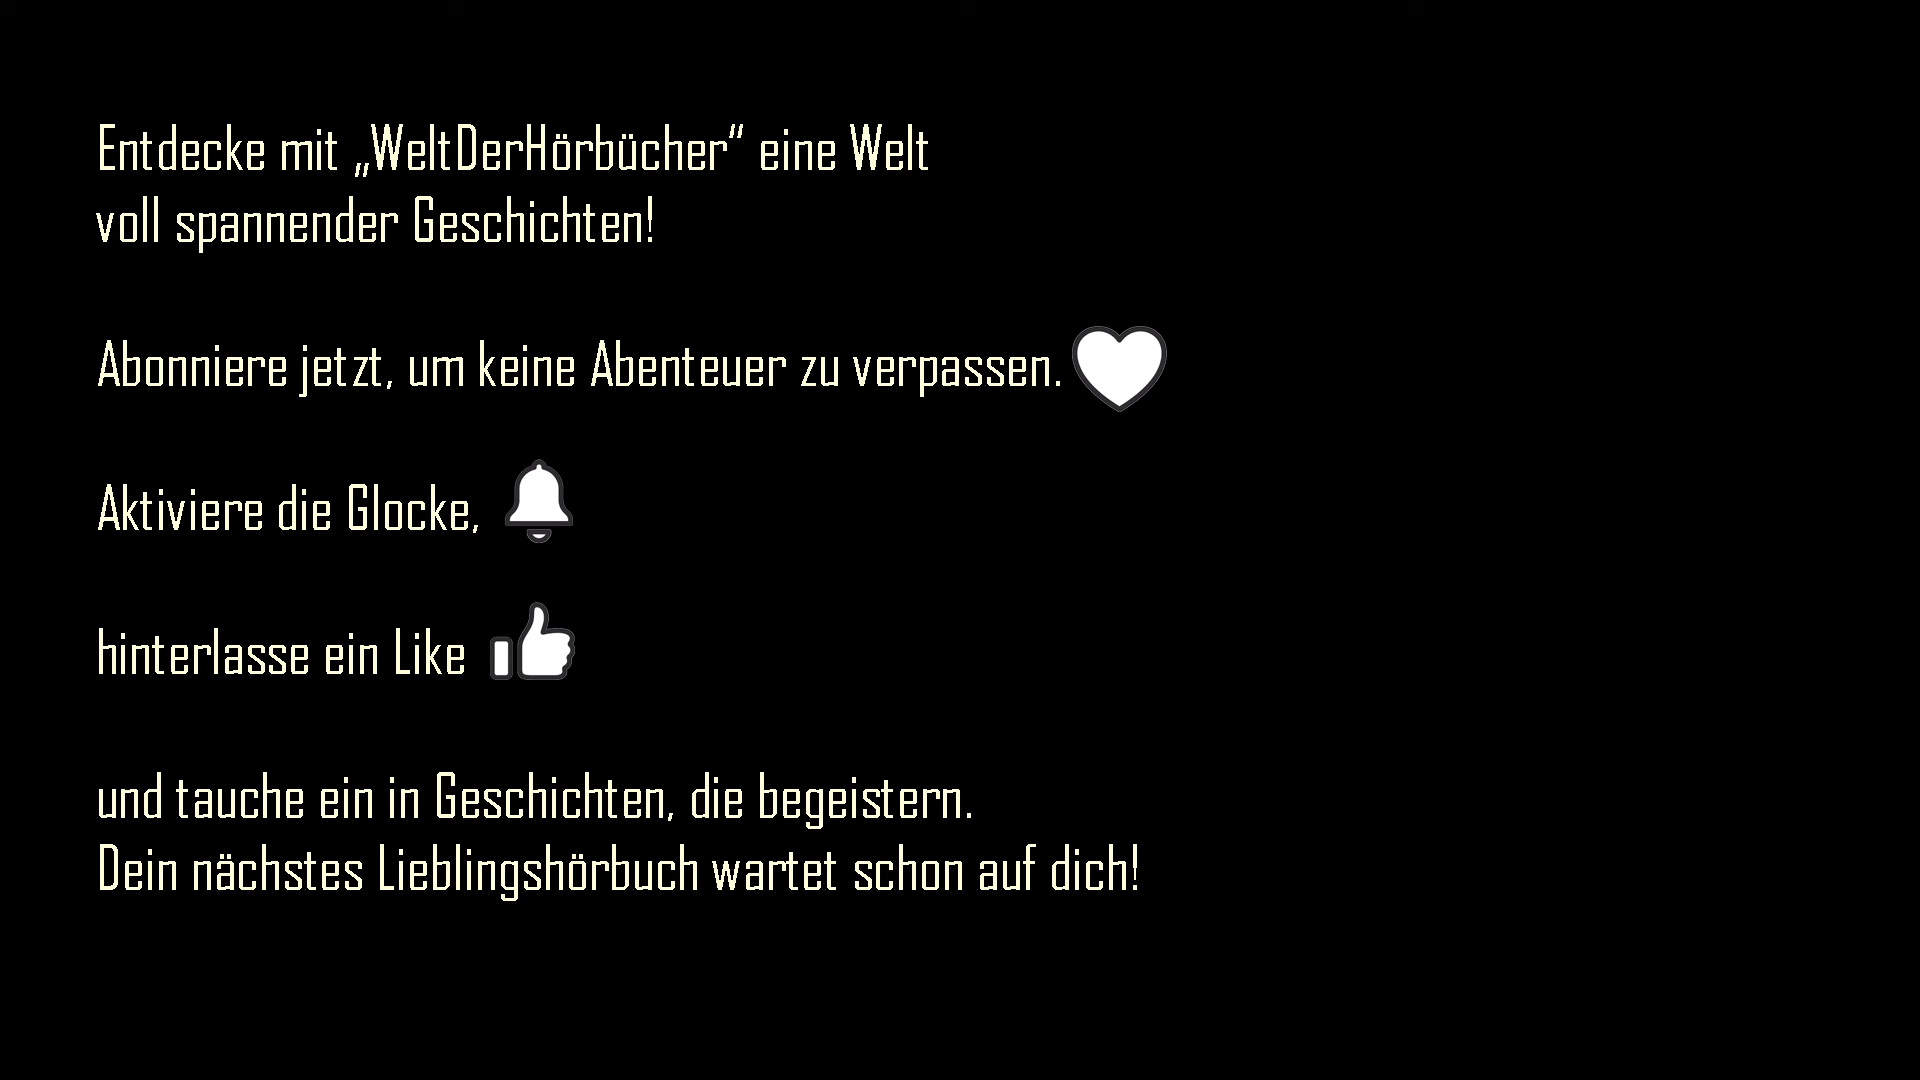 Entdecke mit „WeltDerHörbücher“ eine Welt
voll spannender Geschichten!
Abonniere jetzt, um keine Abenteuer zu verpassen.
Aktiviere die Glocke,
hinterlasse ein Like
und tauche ein in Geschichten, die begeistern.
Dein nächstes Lieblingshörbuch wartet schon auf dich!